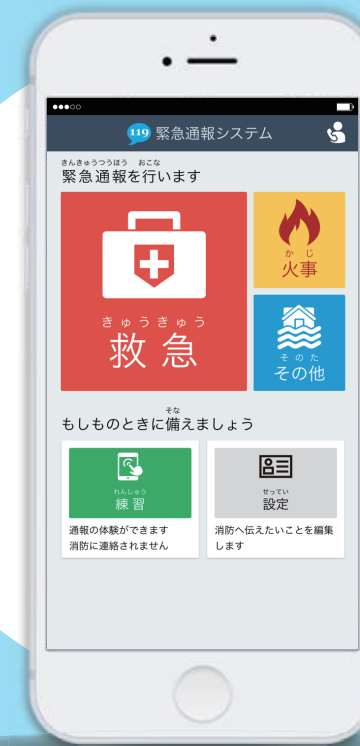 119 緊急通報システム
きんきゅうつうほう おこな
緊急通報を行います
きゅうきゅう
救急
かじ
火事
そのた
その他
そな
もしものときに備えましょう
れんしゅう
練習
通報の体験ができます
消防に連絡されません
せってい
設定
消防へ伝えたいことを編集
します